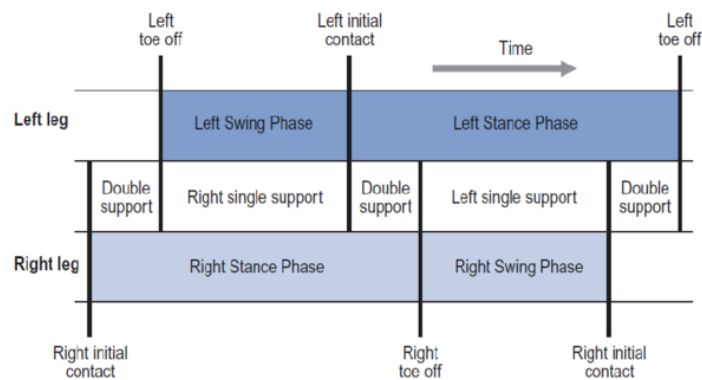 Left
toe off
Left initial
contact
Time
Left
toe off
Left leg
Left Swing Phase
Left Stance Phase
Double
support
Right single support
Double
support
Left single support
Double
support
Right leg
Right Stance Phase
Right Swing Phase
Right initial
contact
Right
toe off
Right initial
contact